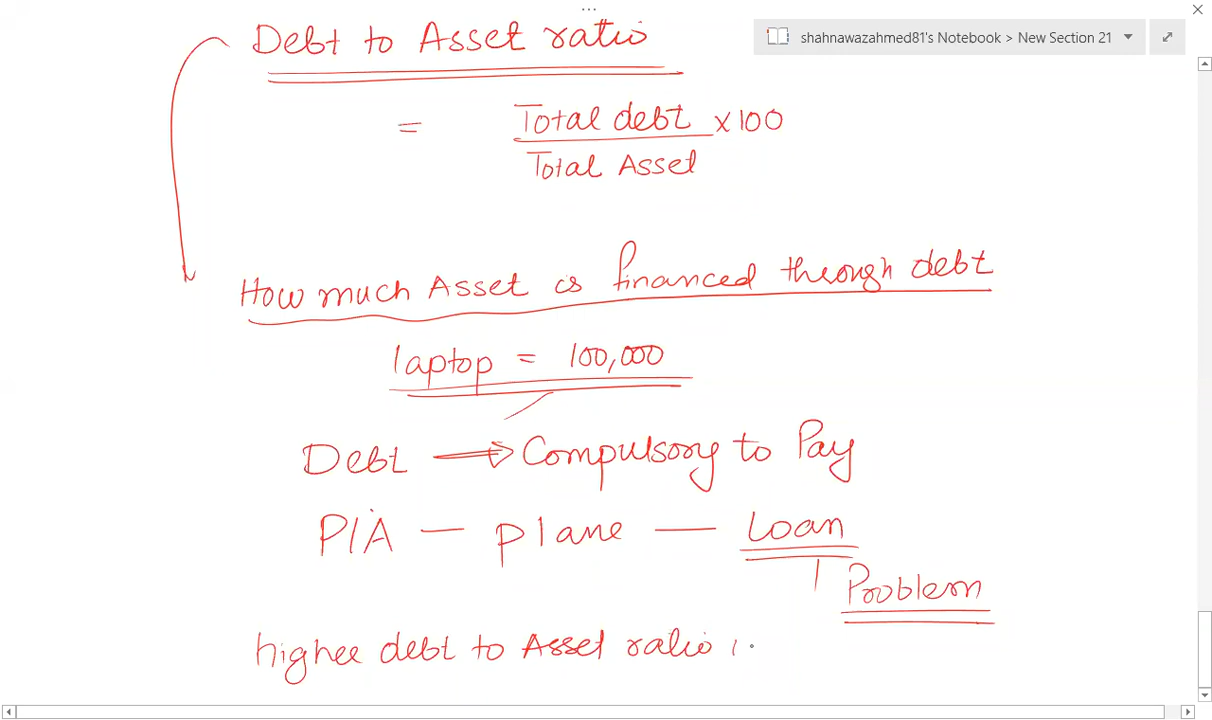 ...
Debt to Asset ratio
shahnawazahmed81's Notebook > New Section 21
= Total debt x100
Total Asset
How much Asset is financed through debt
laptop = 100,000
Debt ⇒ Compulsory to Pay
PIA — plane — Loan
Problem
higher debt to Asset ratio